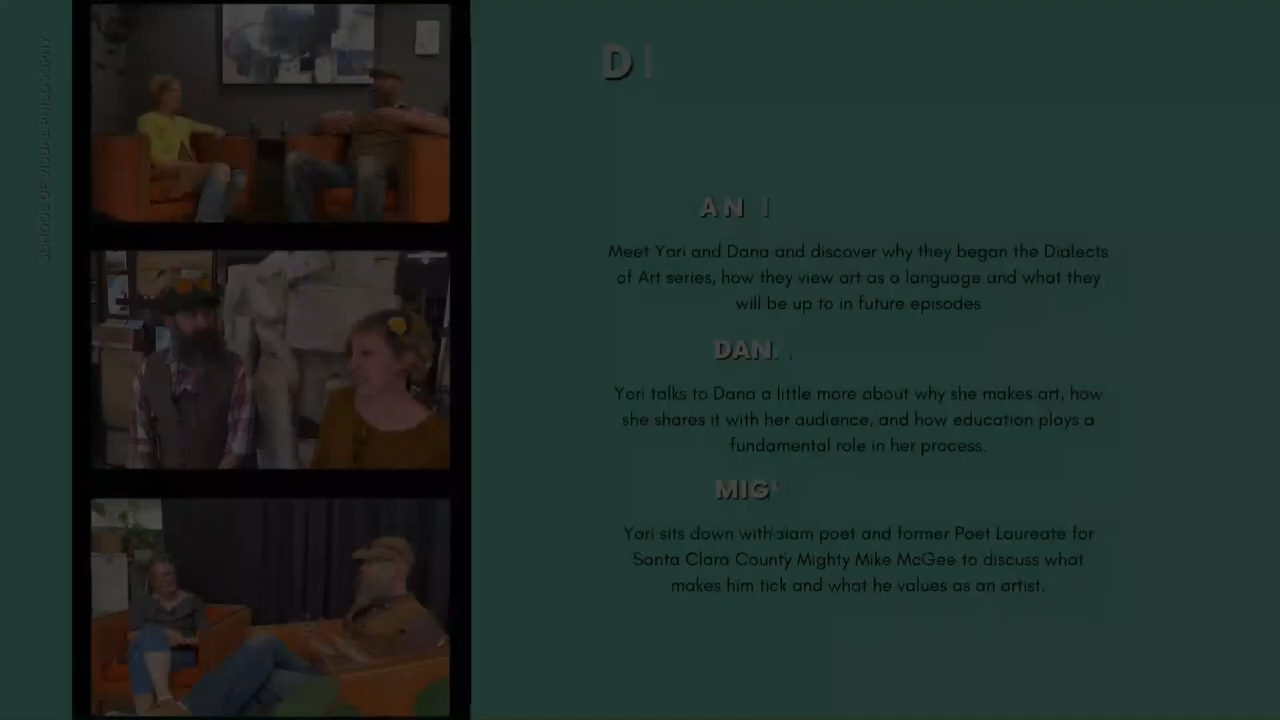 SCHOOL OF VISUAL PHILOSOPHY
D
AN
Meet Yori and Dana and discover why they began the Dialects
of Art series, how they view art as a language and what they
will be up to in future episodes
DAN
Yori talks to Dana a little more about why she makes art, how
she shares it with her audience, and how education plays a
fundamental role in her process.
MIG
Yori sits down with slam poet and former Poet Laureate for
Santa Clara County Mighty Mike McGee to discuss what
makes him tick and what he values as an artist.